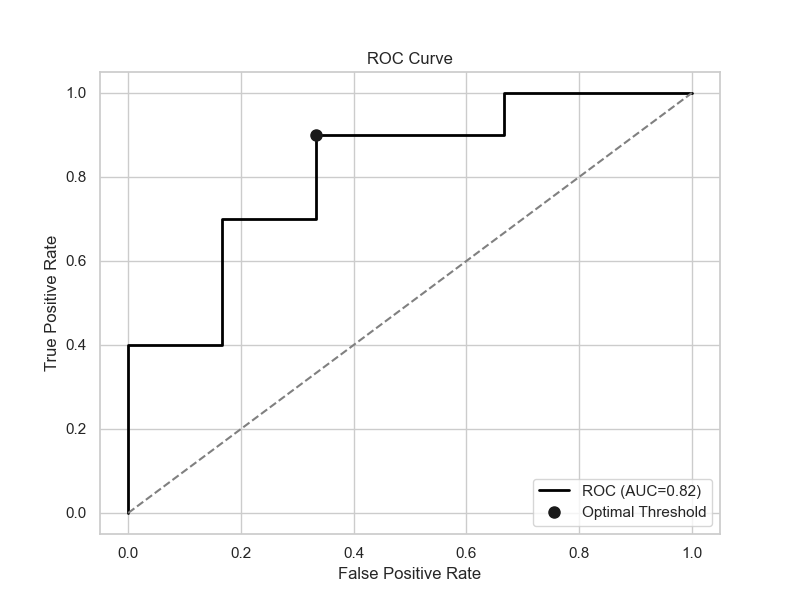 ROC Curve
True Positive Rate
1.0
0.8
0.6
0.4
0.2
0.0
0.0 0.2 0.4 0.6 0.8 1.0
False Positive Rate
ROC (AUC=0.82)
Optimal Threshold